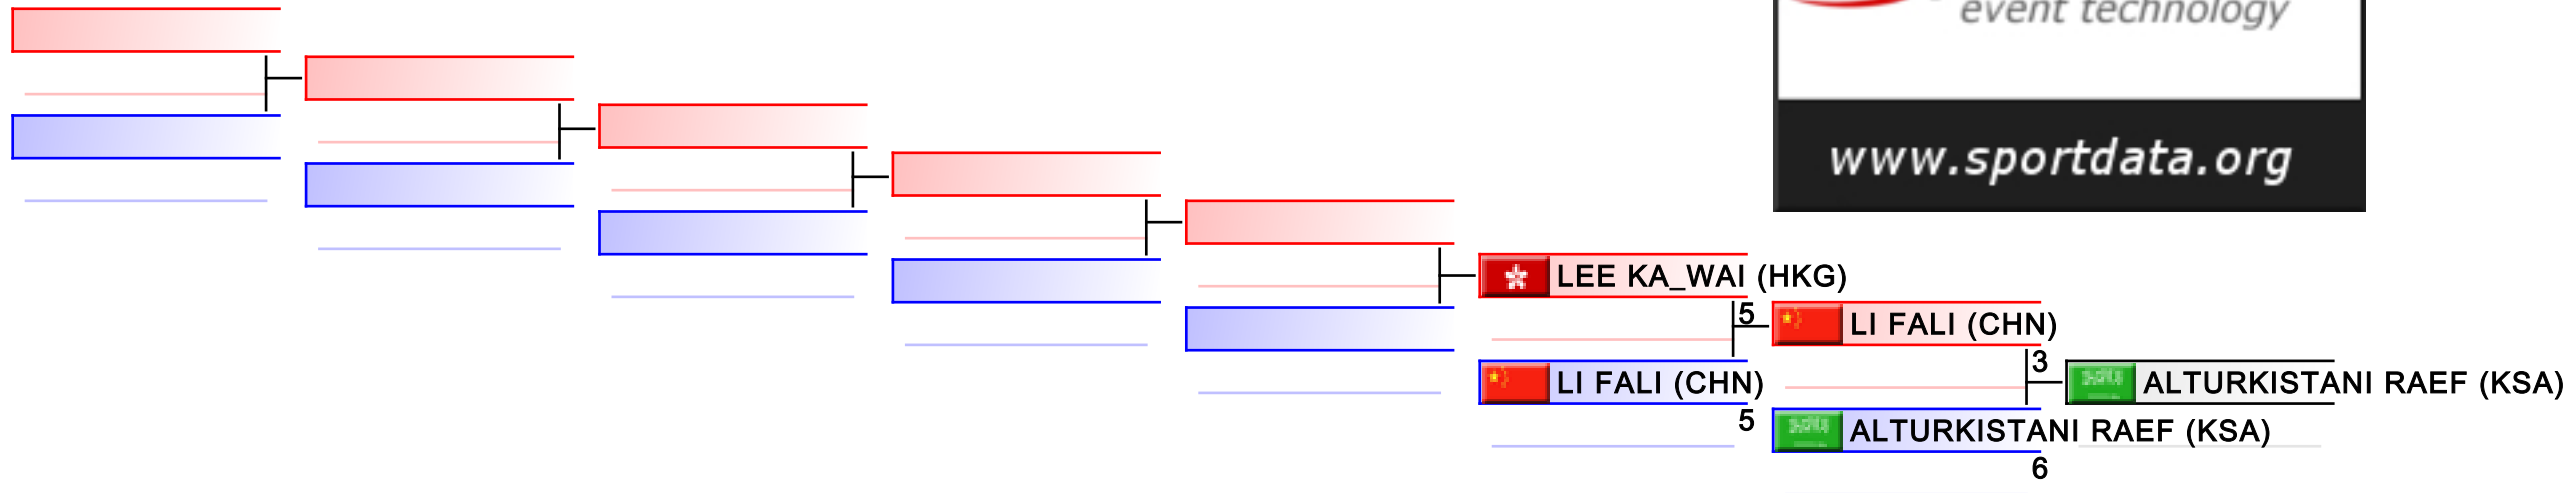 event technology
www.sportdata.org
LEE KA_WAI (HKG)
5
LI FALI (CHN)
LI FALI (CHN)
5
3
ALTURKISTANI RAEF (KSA)
ALTURKISTANI RAEF (KSA)
6